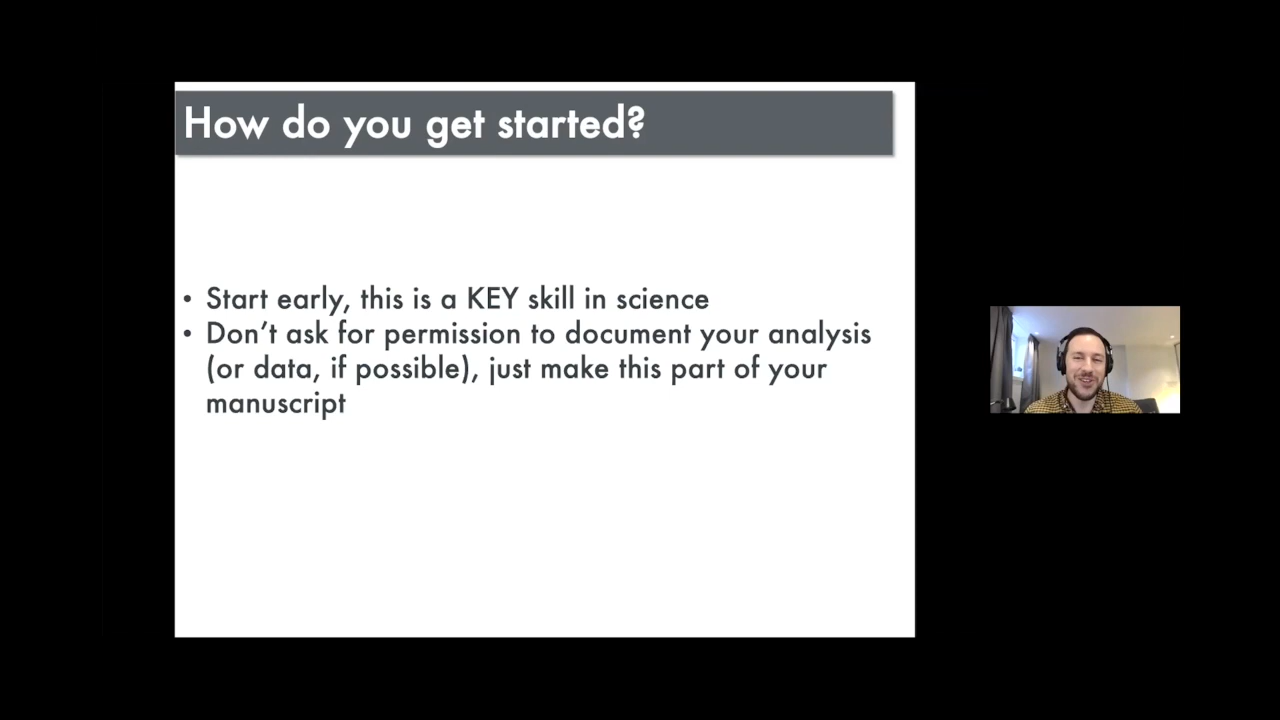 How do you get started?
• Start early, this is a KEY skill in science
• Don’t ask for permission to document your analysis
(or data, if possible), just make this part of your
manuscript